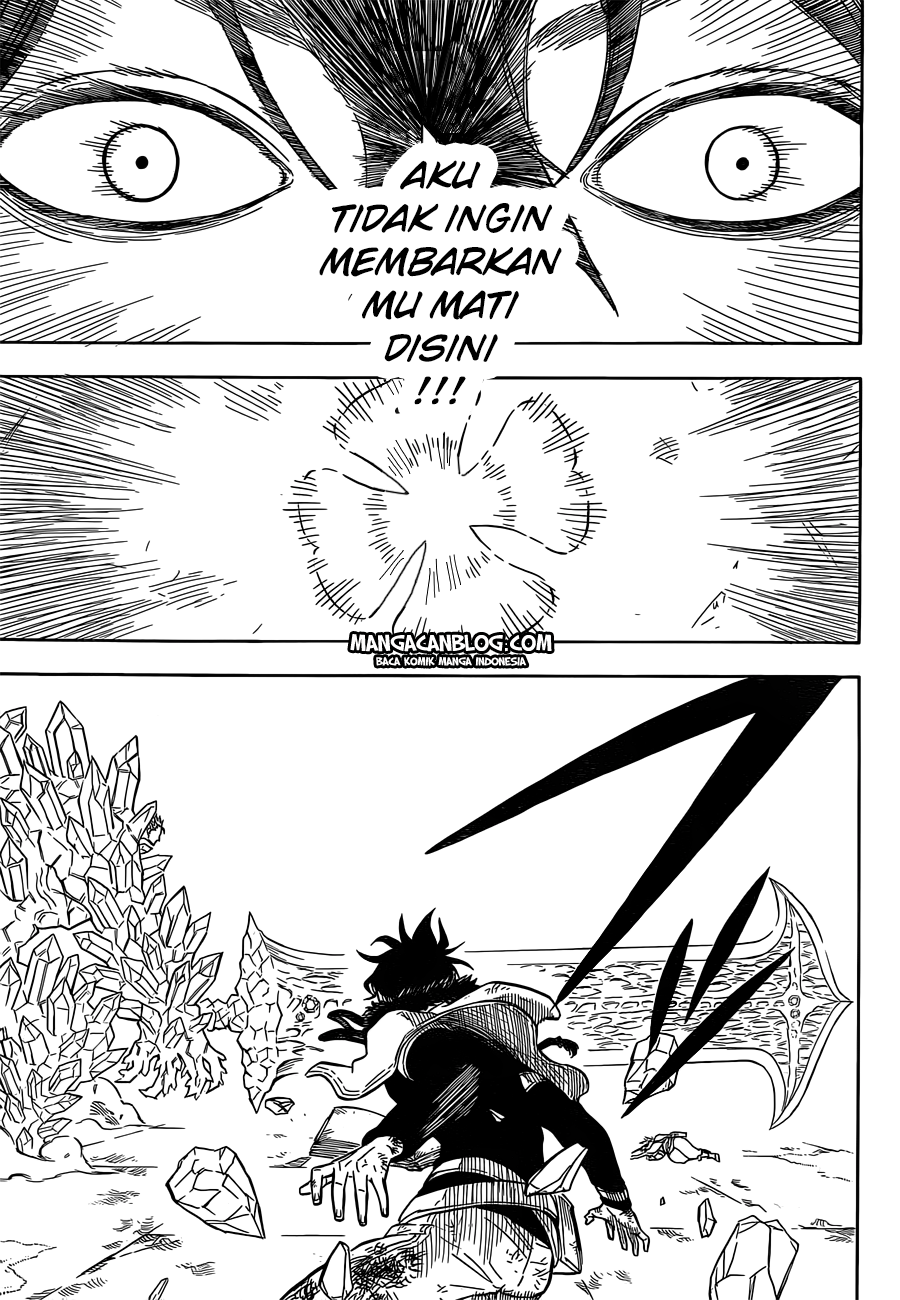 AKU
TIDAK INGIN
MEMBARKAN
MU MATI
DISINI
!!!
MANGACANBLOG.COM
BACA KOMIK MANGA INDONESIA